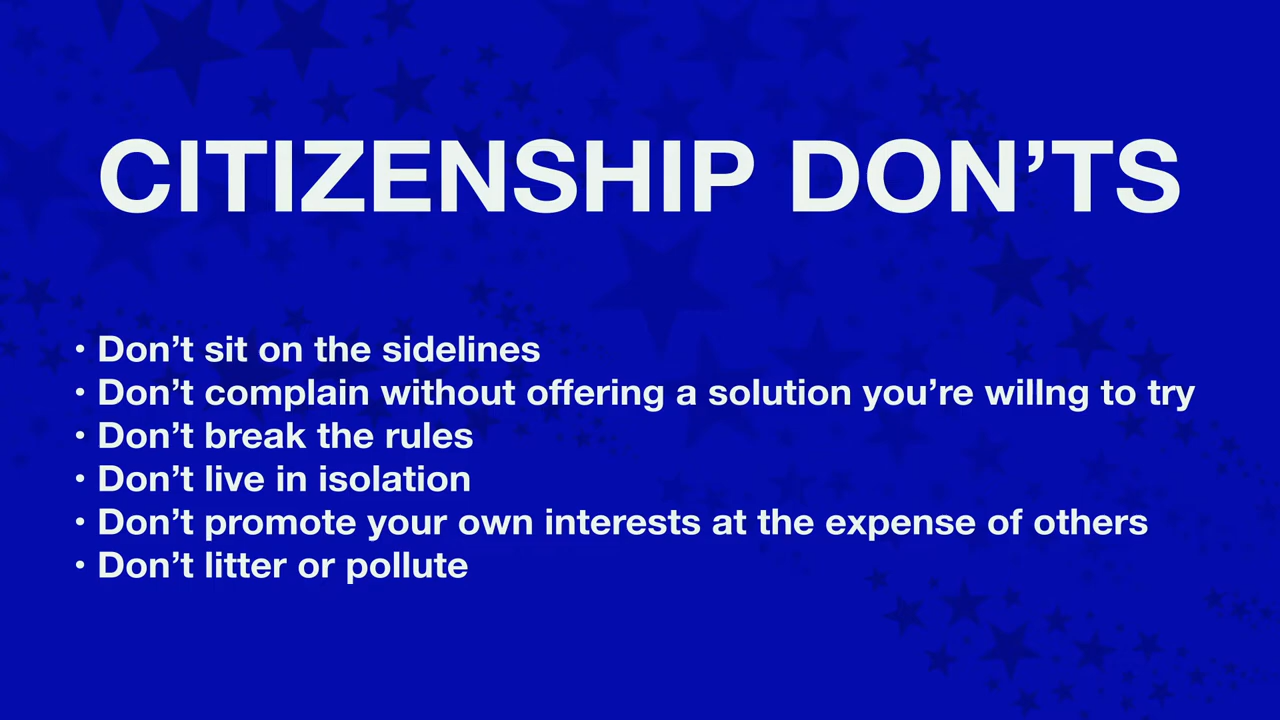 CITIZENSHIP DON’TS
• Don’t sit on the sidelines
• Don’t complain without offering a solution you’re willng to try
• Don’t break the rules
• Don’t live in isolation
• Don’t promote your own interests at the expense of others
• Don’t litter or pollute